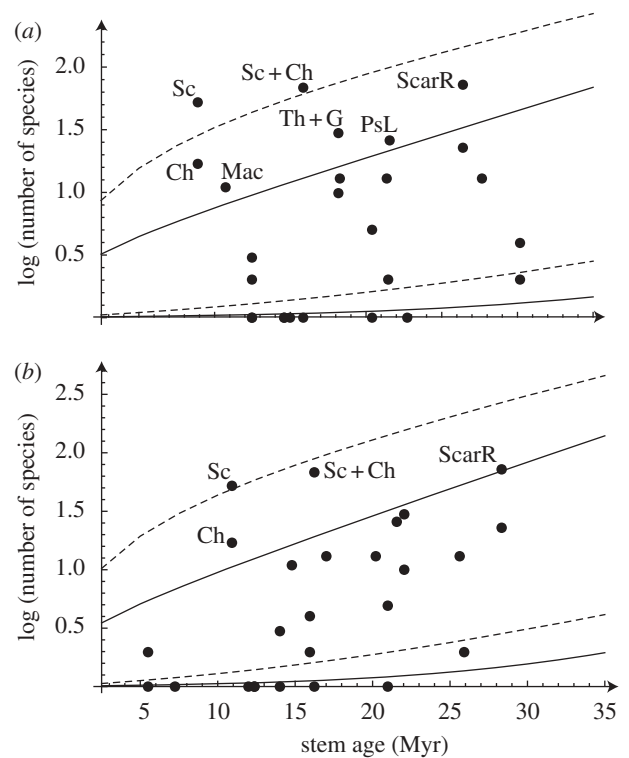 (a)
2.0
1.5
1.0
0.5
log (number of species)
Sc
Sc + Ch
ScarR
Th + G
PsL
Ch
Mac
(b)
2.5
2.0
1.5
1.0
0.5
log (number of species)
Sc
Sc + Ch
ScarR
Ch
5 10 15 20 25 30 35
stem age (Myr)